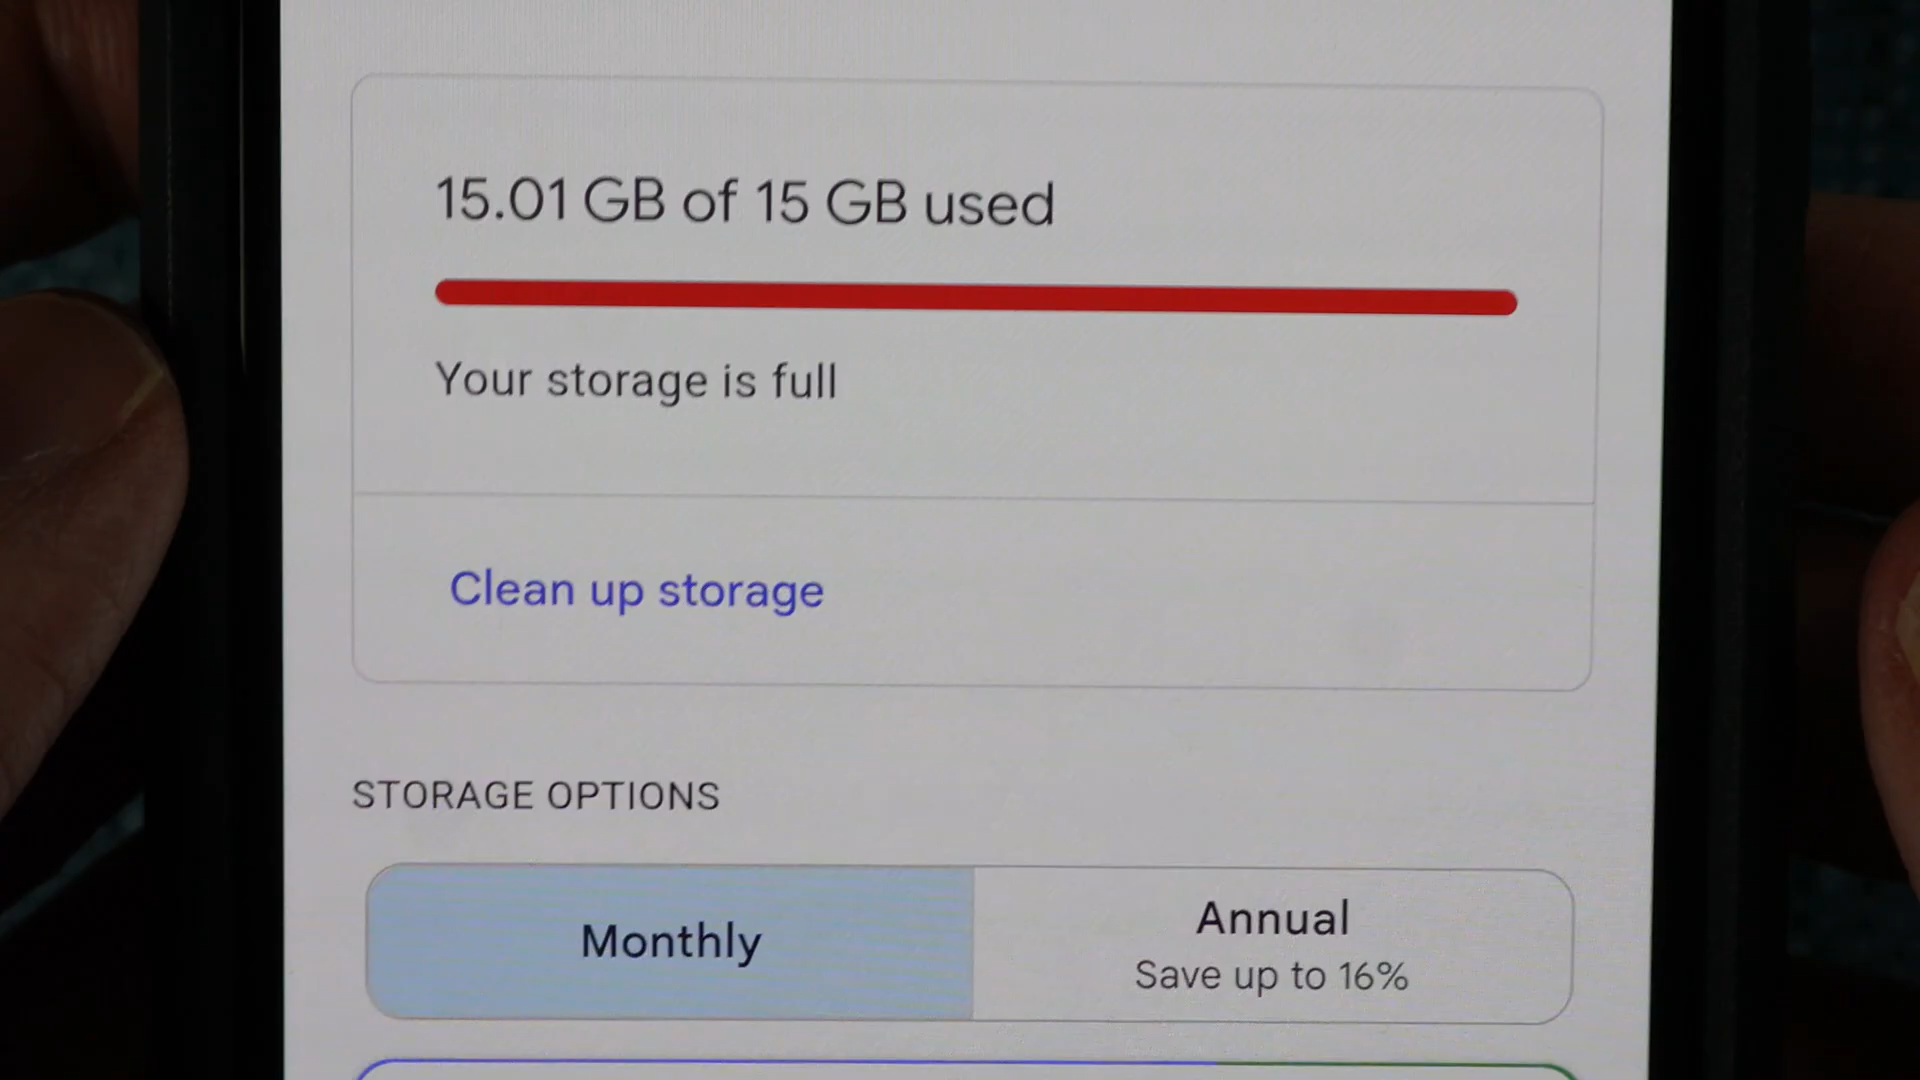 15.01 GB of 15 GB used
Your storage is full
Clean up storage
STORAGE OPTIONS
Monthly
Annual
Save up to 16%